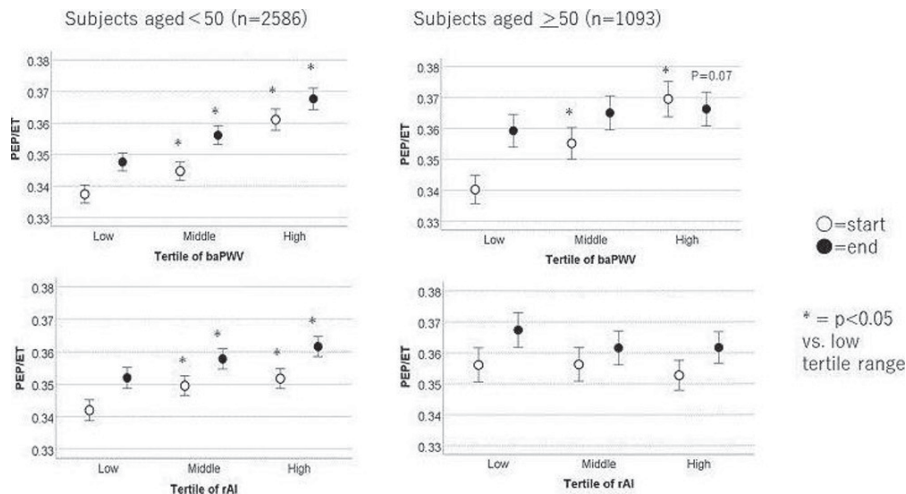 Subjects aged < 50 (n=2586)
Subjects aged ≥50 (n=1093)
0.38
0.37
0.36
0.35
0.34
0.33
PEP/ET
* * * *
Low Middle High
Tertile of baPWV
0.38
0.37
0.36
0.35
0.34
0.33
PEP/ET
* *
P=0.07
Low Middle High
Tertile of baPWV
○=start
●=end
* = p<0.05
vs. low
tertile range
0.38
0.37
0.36
0.35
0.34
0.33
PEP/ET
* * * *
Low Middle High
Tertile of rAI
0.38
0.37
0.36
0.35
0.34
0.33
PEP/ET
Low Middle High
Tertile of rAI